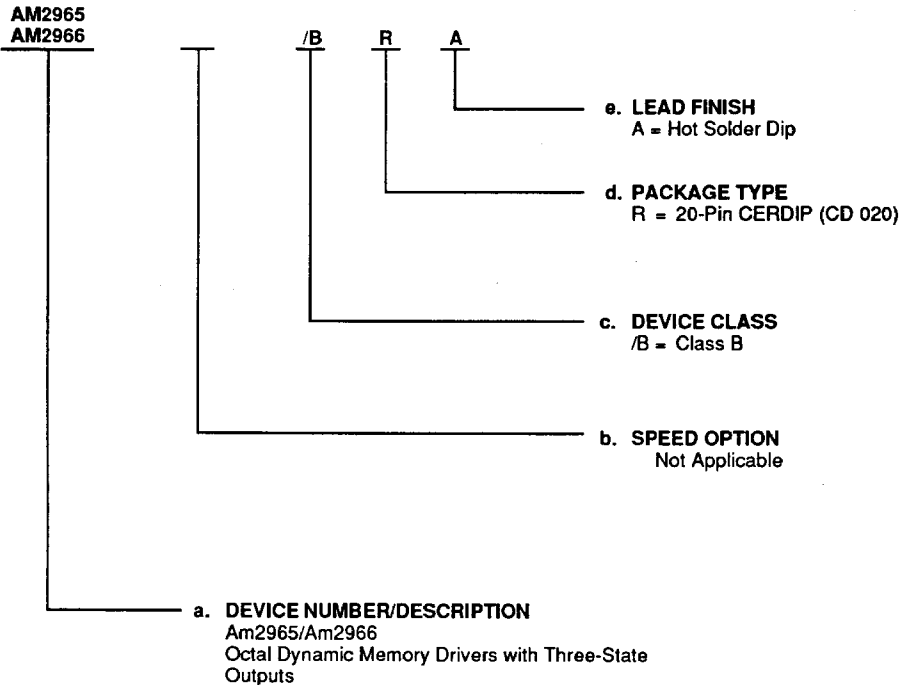 AM2965
AM2966 /B R A
e. LEAD FINISH
A = Hot Solder Dip
d. PACKAGE TYPE
R = 20-Pin CERDIP (CD 020)
c. DEVICE CLASS
/B = Class B
b. SPEED OPTION
Not Applicable
a. DEVICE NUMBER/DESCRIPTION
Am2965/Am2966
Octal Dynamic Memory Drivers with Three-State
Outputs